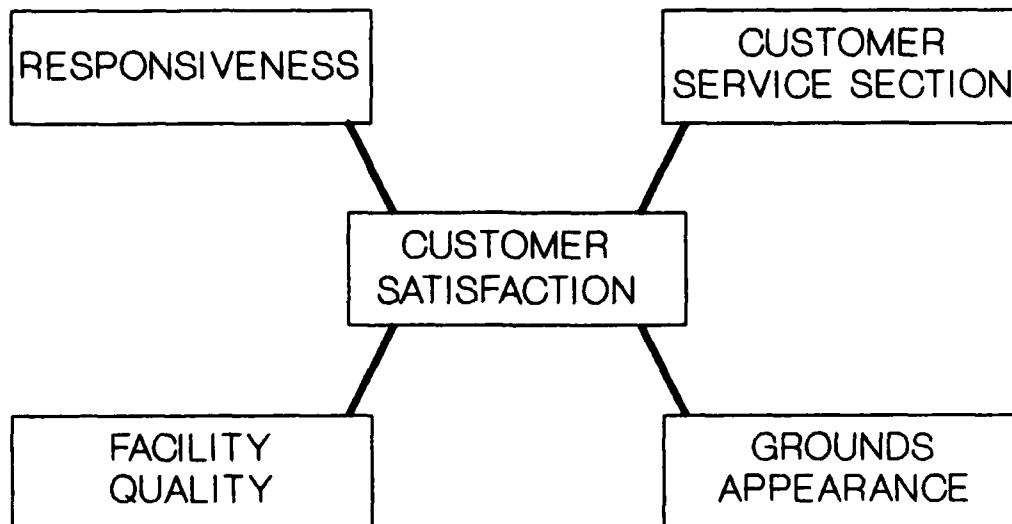 RESPONSIVENESS
CUSTOMER
SERVICE SECTION
CUSTOMER
SATISFACTION
FACILITY
QUALITY
GROUNDS
APPEARANCE